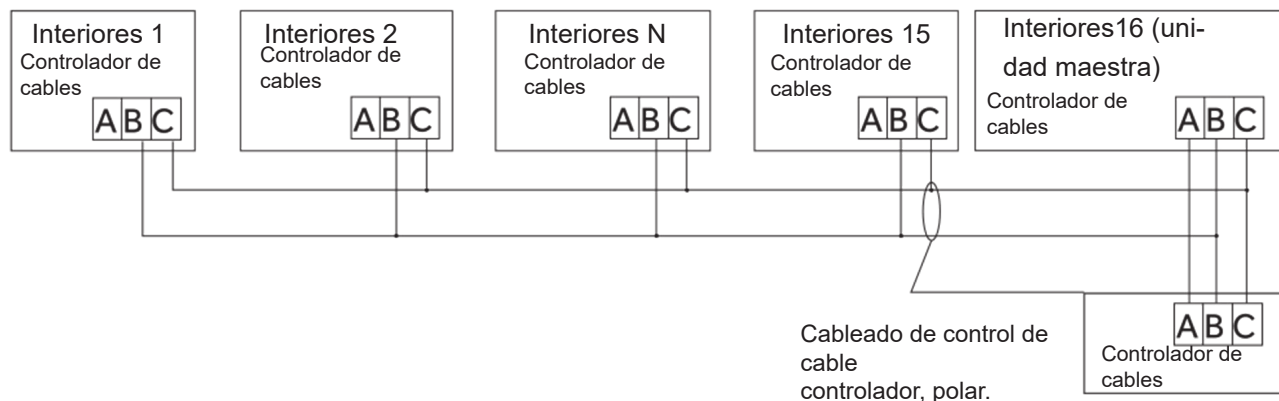 Interiores 1
Controlador de
cables
A B C
Interiores 2
Controlador de
cables
A B C
Interiores N
Controlador de
cables
A B C
Interiores 15
Controlador de
cables
A B C
Interiores16 (uni-
dad maestra)
Controlador de
cables
A B C
Cableado de control de
cable
controlador, polar.
A B C
Controlador de
cables